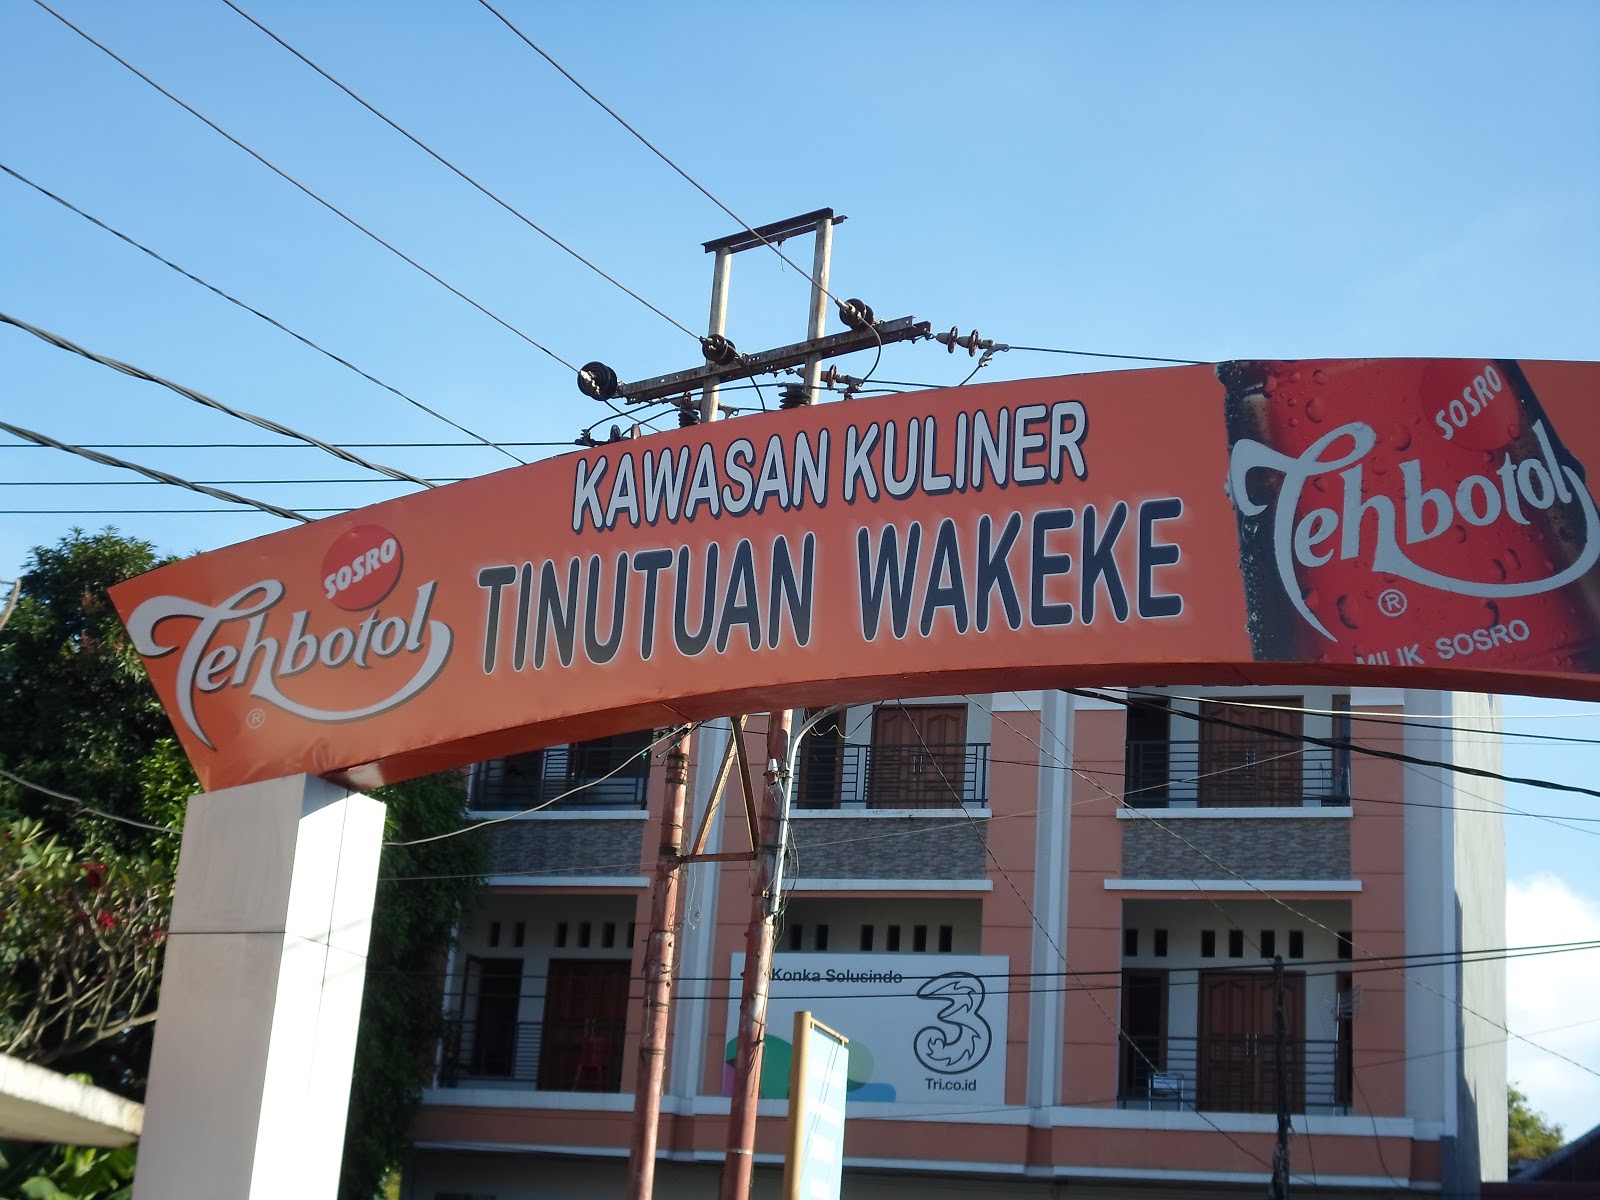 KAWASAN KULINER
TINUTUAN WAKEKE
SOSRO
Tehbotol
®
SOSRO
Tehbotol
®
MILIK SOSRO
Konka Solusindo
3
Tri.co.id